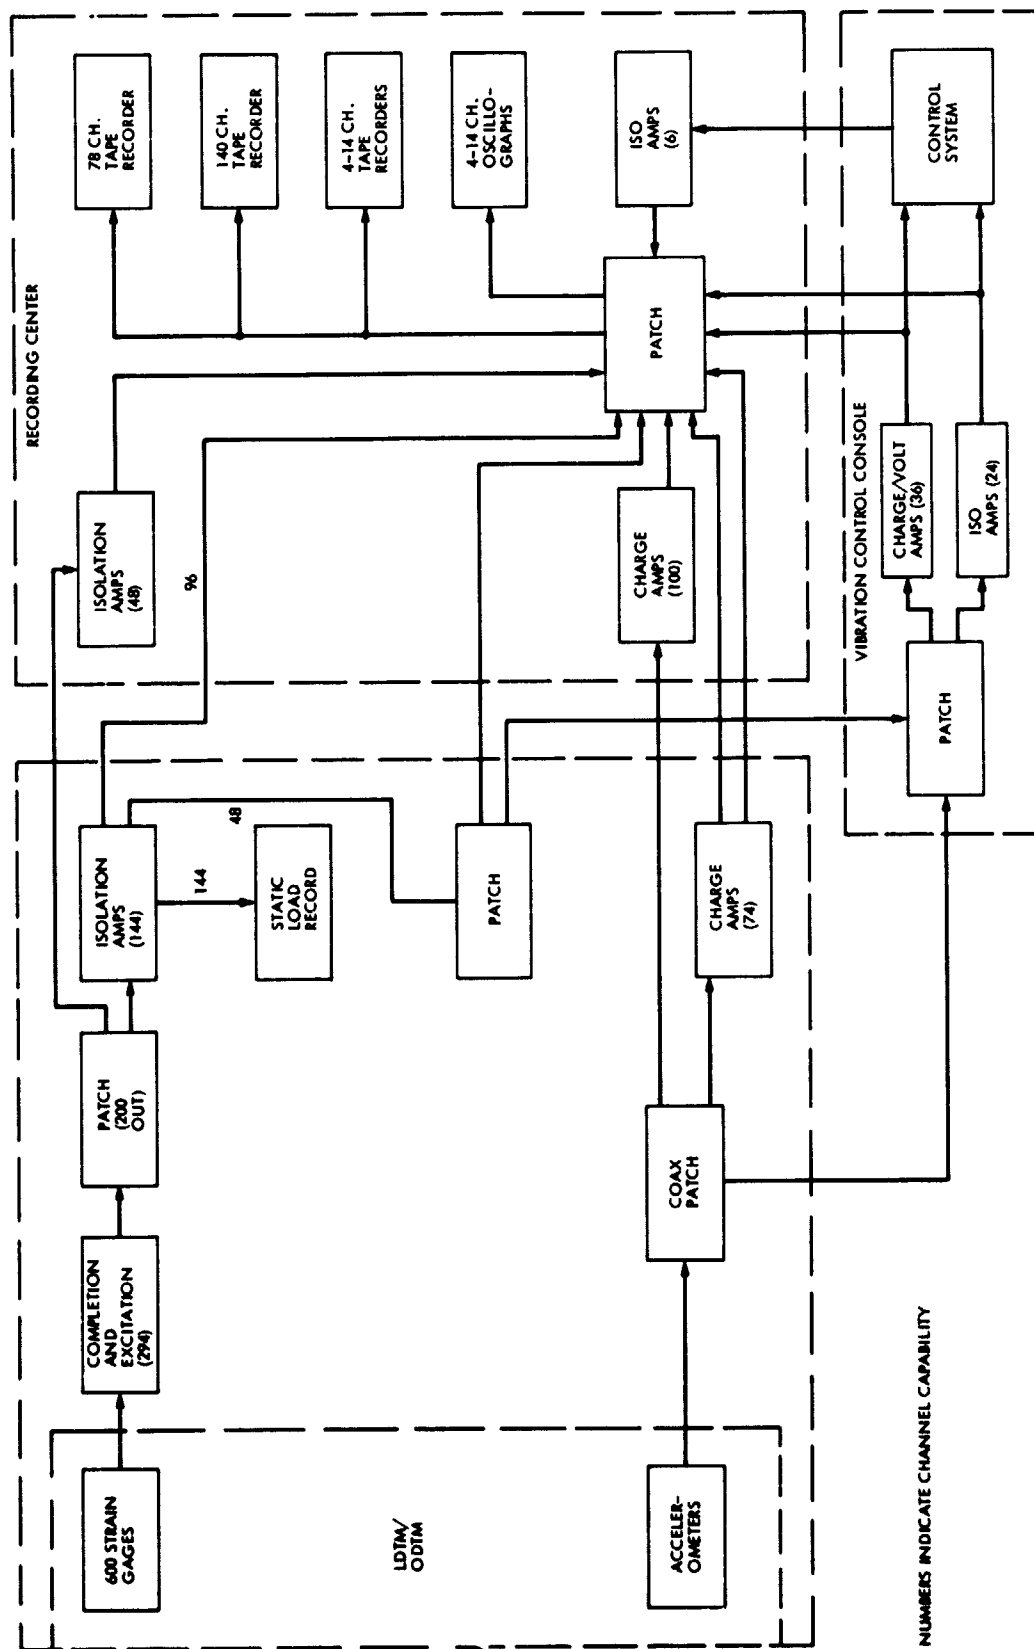 RECORDING CENTER
78 CH.
TAPE
RECORDER
140 CH.
TAPE
RECORDER
4-14 CH.
TAPE
RECORDERS
4-14 CH.
OSCILLO-
GRAPHS
ISO
AMPS
(6)
PATCH
ISOLATION
AMPS
(48)
96
CHARGE
AMPS
(100)
CONTROL
SYSTEM
VIBRATION CONTROL CONSOLE
CHARGE/VOLT
AMPS (36)
ISO
AMPS (24)
PATCH
ISOLATION
AMPS
(144)
144
48
STATIC
LOAD
RECORD
PATCH
CHARGE
AMPS
(74)
PATCH
(200
OUT)
COAX
PATCH
COMPLETION
AND
EXCITATION
(294)
600 STRAIN
GAGES
LDTM/
ODTM
ACCELER-
OMETERS
NUMBERS INDICATE CHANNEL CAPABILITY